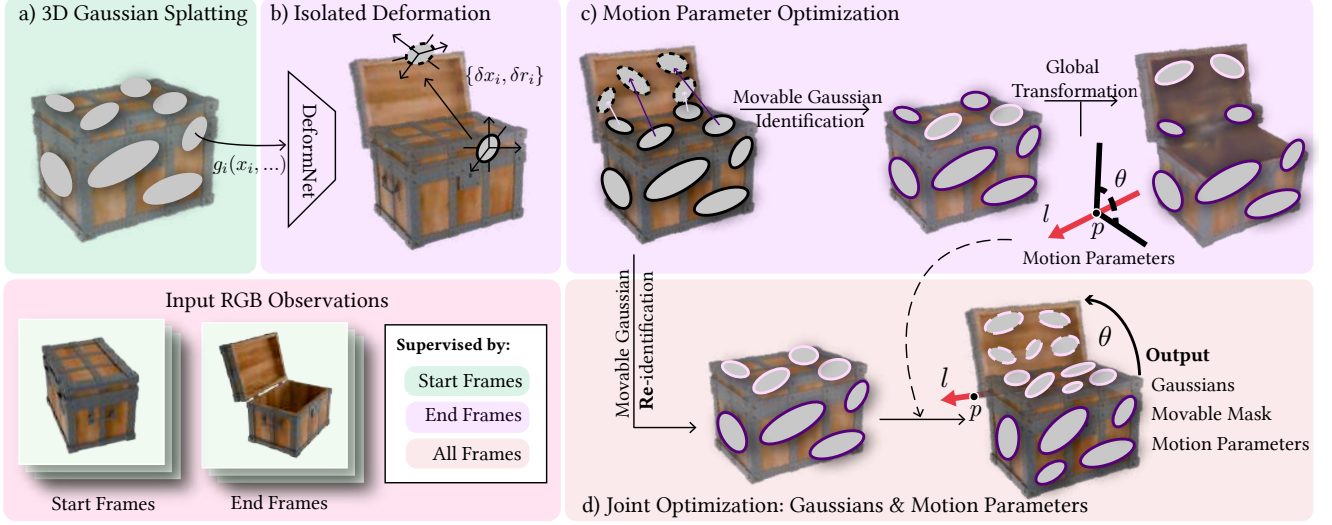 a) 3D Gaussian Splatting
g_i(x_i, ...)
b) Isolated Deformation
DeformNet
{δx_i, δr_i}
c) Motion Parameter Optimization
Movable Gaussian
Identification
Global
Transformation
θ
l
p
Motion Parameters
Input RGB Observations
Start Frames
End Frames
Supervised by:
Start Frames
End Frames
All Frames
Movable Gaussian
Re-identification
l
p
θ
Output
Gaussians
Movable Mask
Motion Parameters
d) Joint Optimization: Gaussians & Motion Parameters